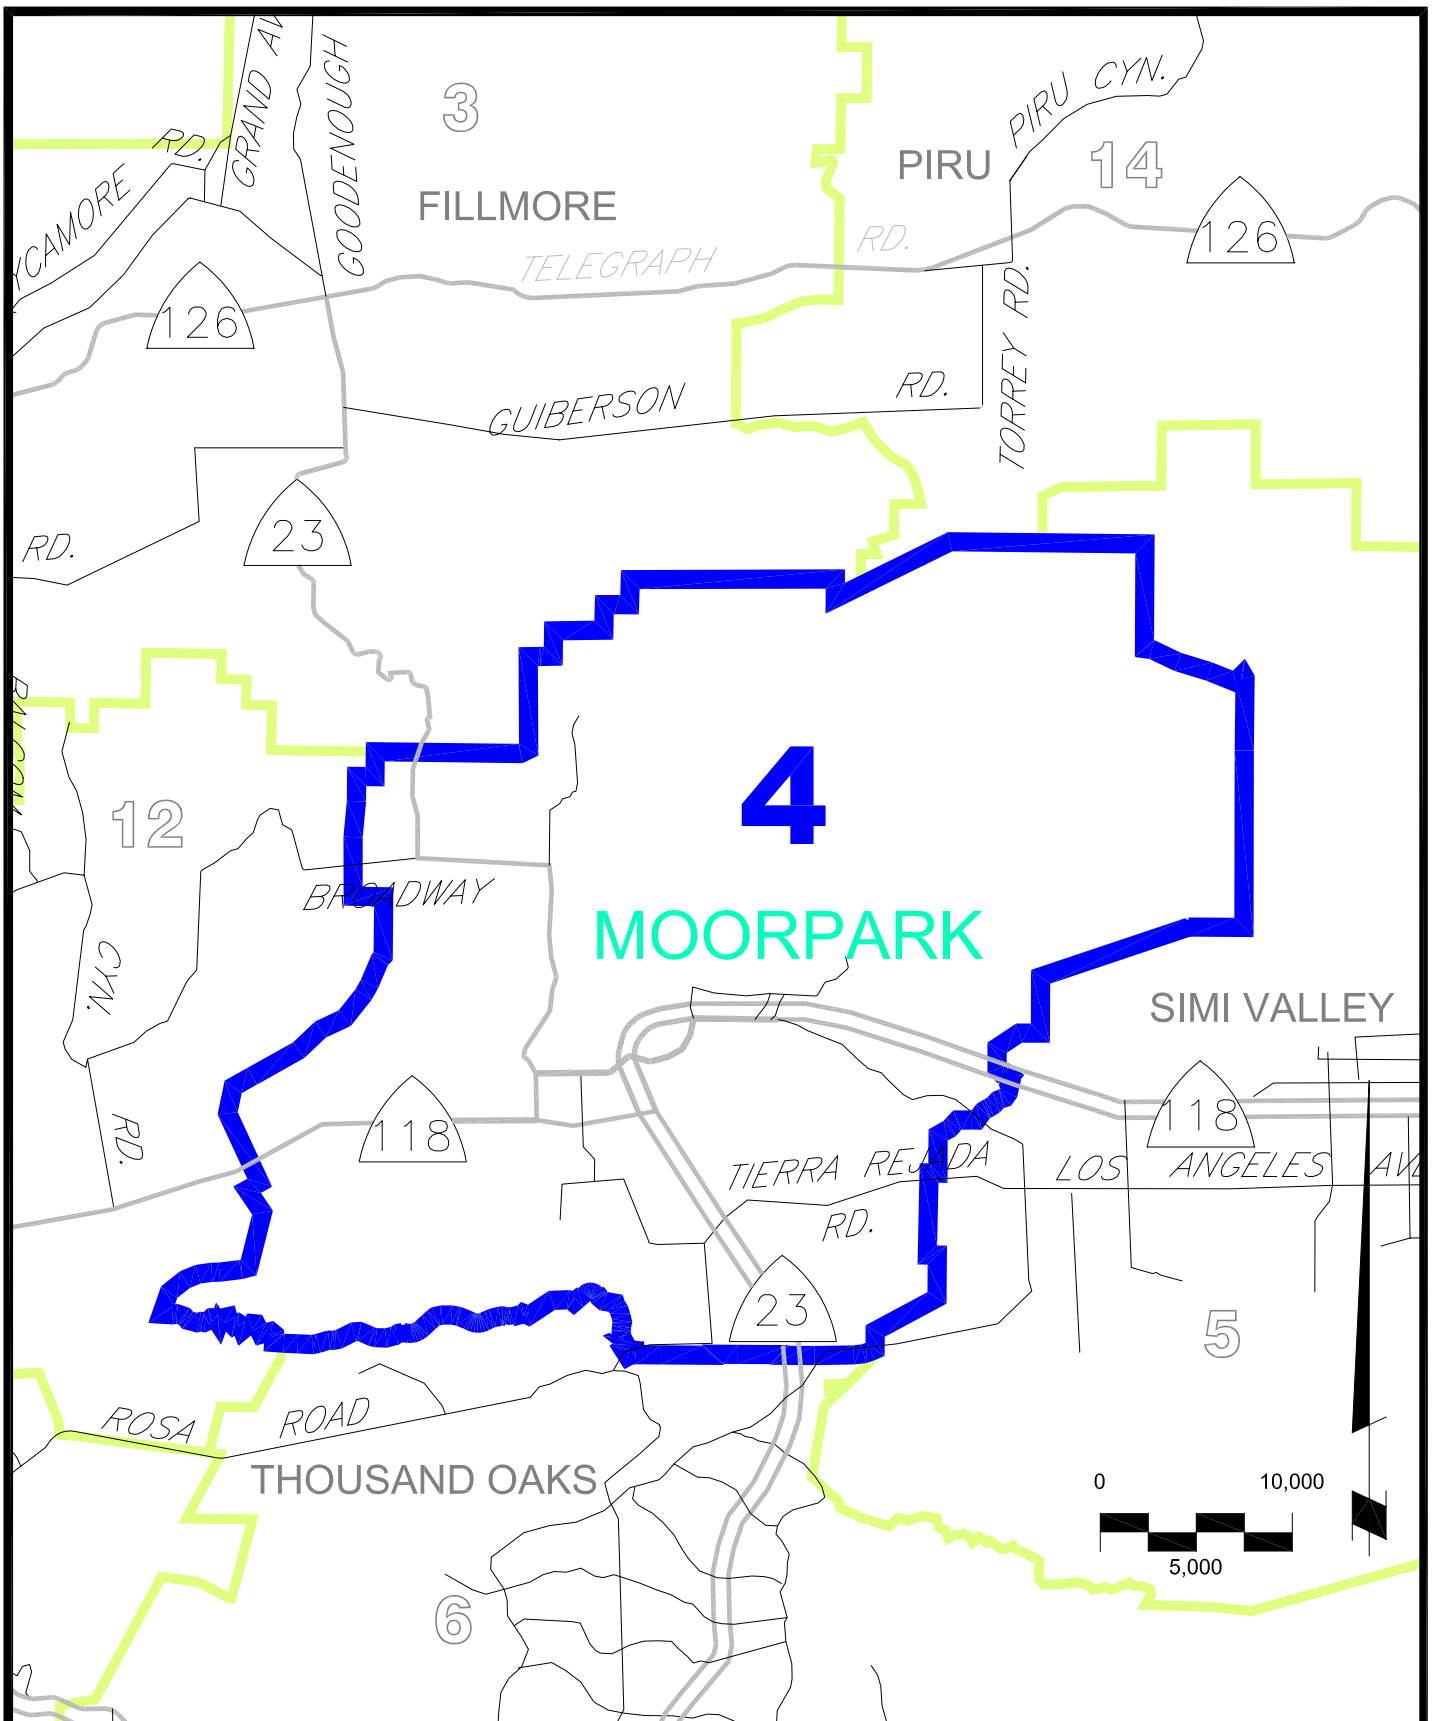 GRAND AV
GOODENOUGH
3
PIRU CYN.
RD.
PIRU
14
FILLMORE
YCAMORE
TELEGRAPH
RD.
126
126
TORREY RD.
GUIBERSON
RD.
23
RD.
4
12
BROADWAY
MOORPARK
CYN.
SIMI VALLEY
118
118
RD.
TIERRA REJADA
RD.
LOS ANGELES AVE
23
5
ROSA ROAD
THOUSAND OAKS
0
10,000
5,000
6